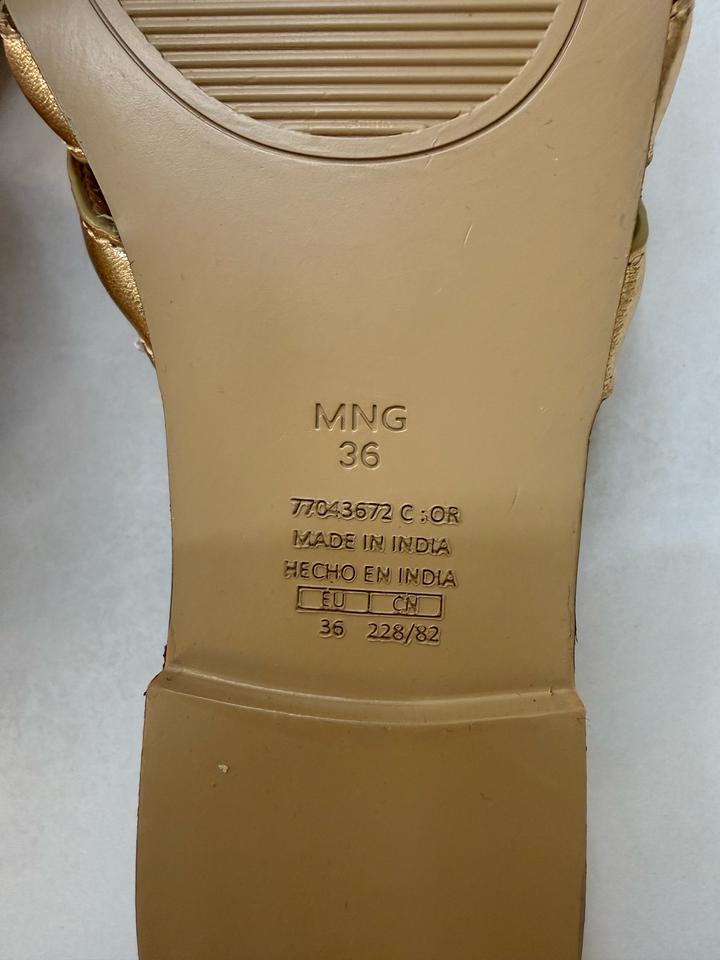 MNG
36
77043672 C :OR
MADE IN INDIA
HECHO EN INDIA
EU CN
36 228/82